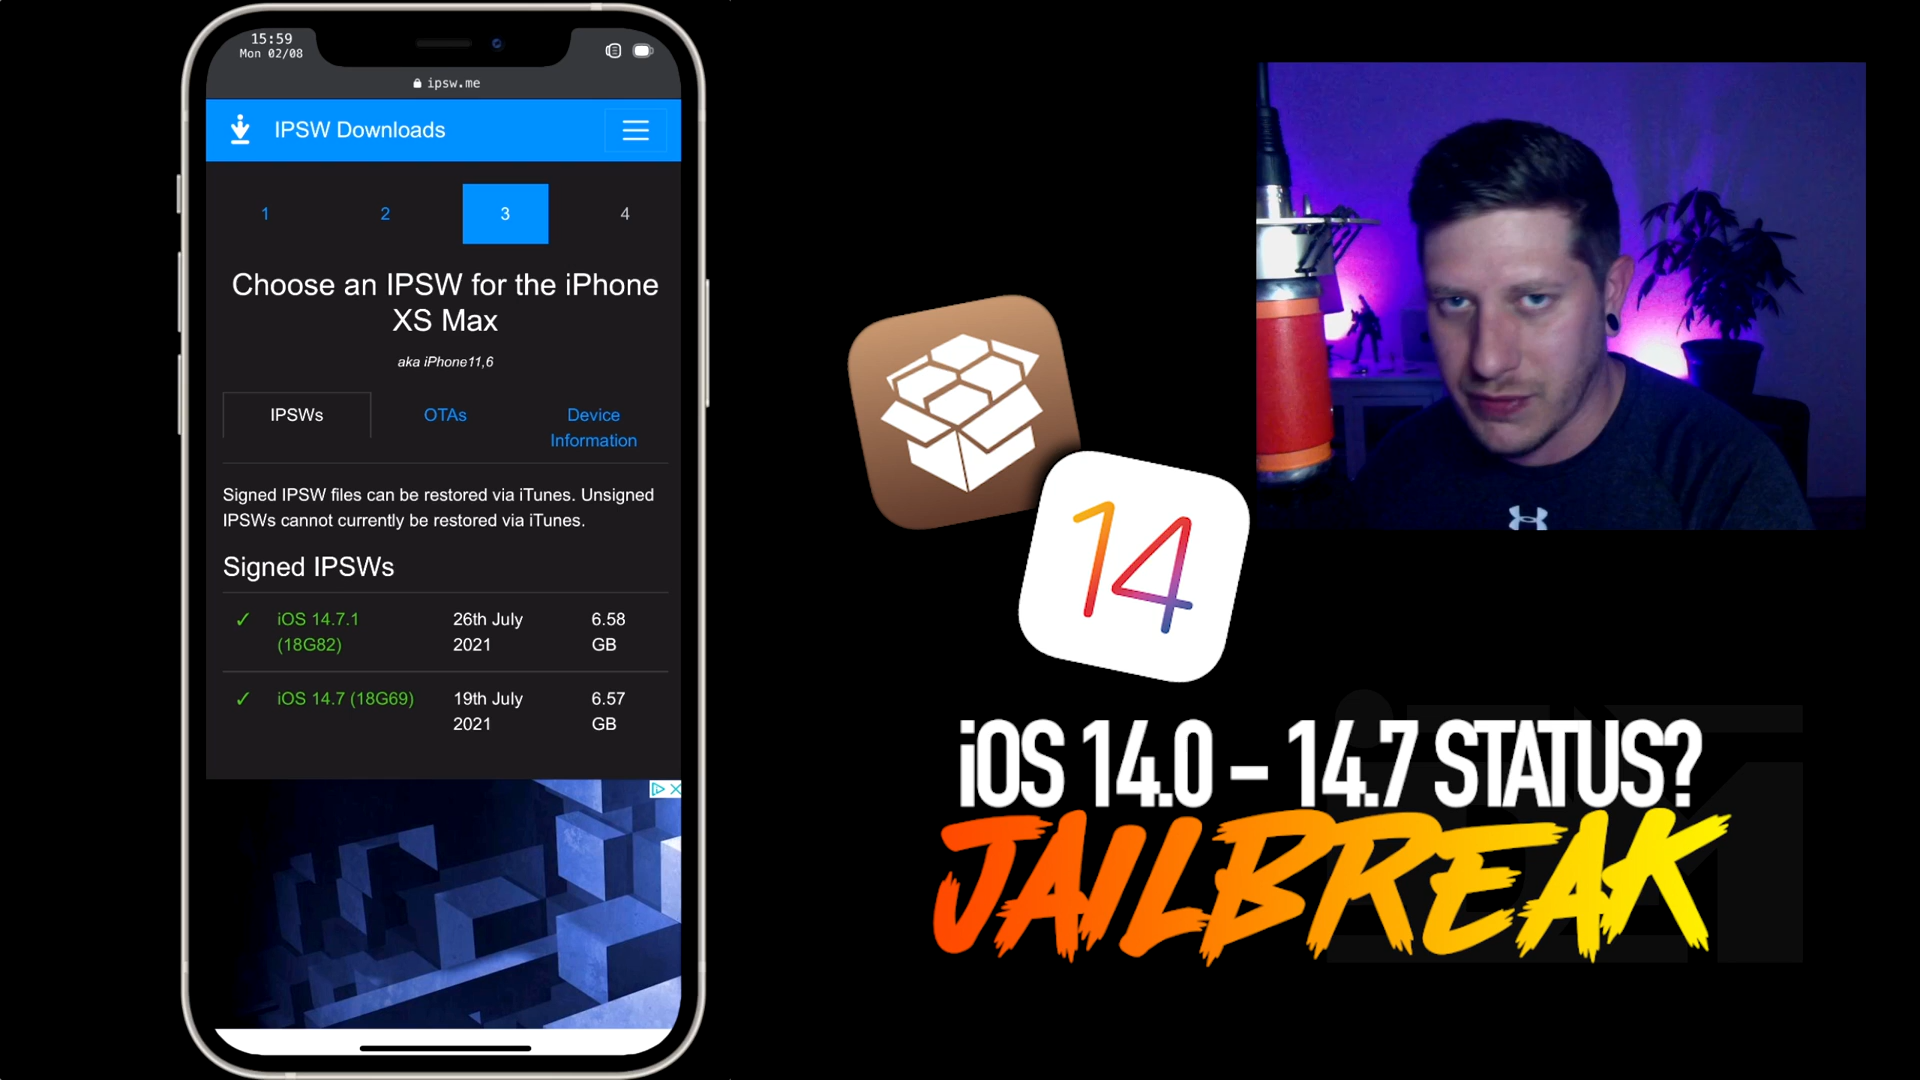 15:59
Mon 02/08
ipsw.me
IPSW Downloads
1 2 3 4
Choose an IPSW for the iPhone
XS Max
aka iPhone11,6
IPSWs OTAs Device
Information
Signed IPSW files can be restored via iTunes. Unsigned
IPSWs cannot currently be restored via iTunes.
Signed IPSWs
✓ iOS 14.7.1 26th July 6.58
(18G82) 2021 GB
✓ iOS 14.7 (18G69) 19th July 6.57
2021 GB
14
iOS 14.0 – 14.7 STATUS?
JAILBREAK